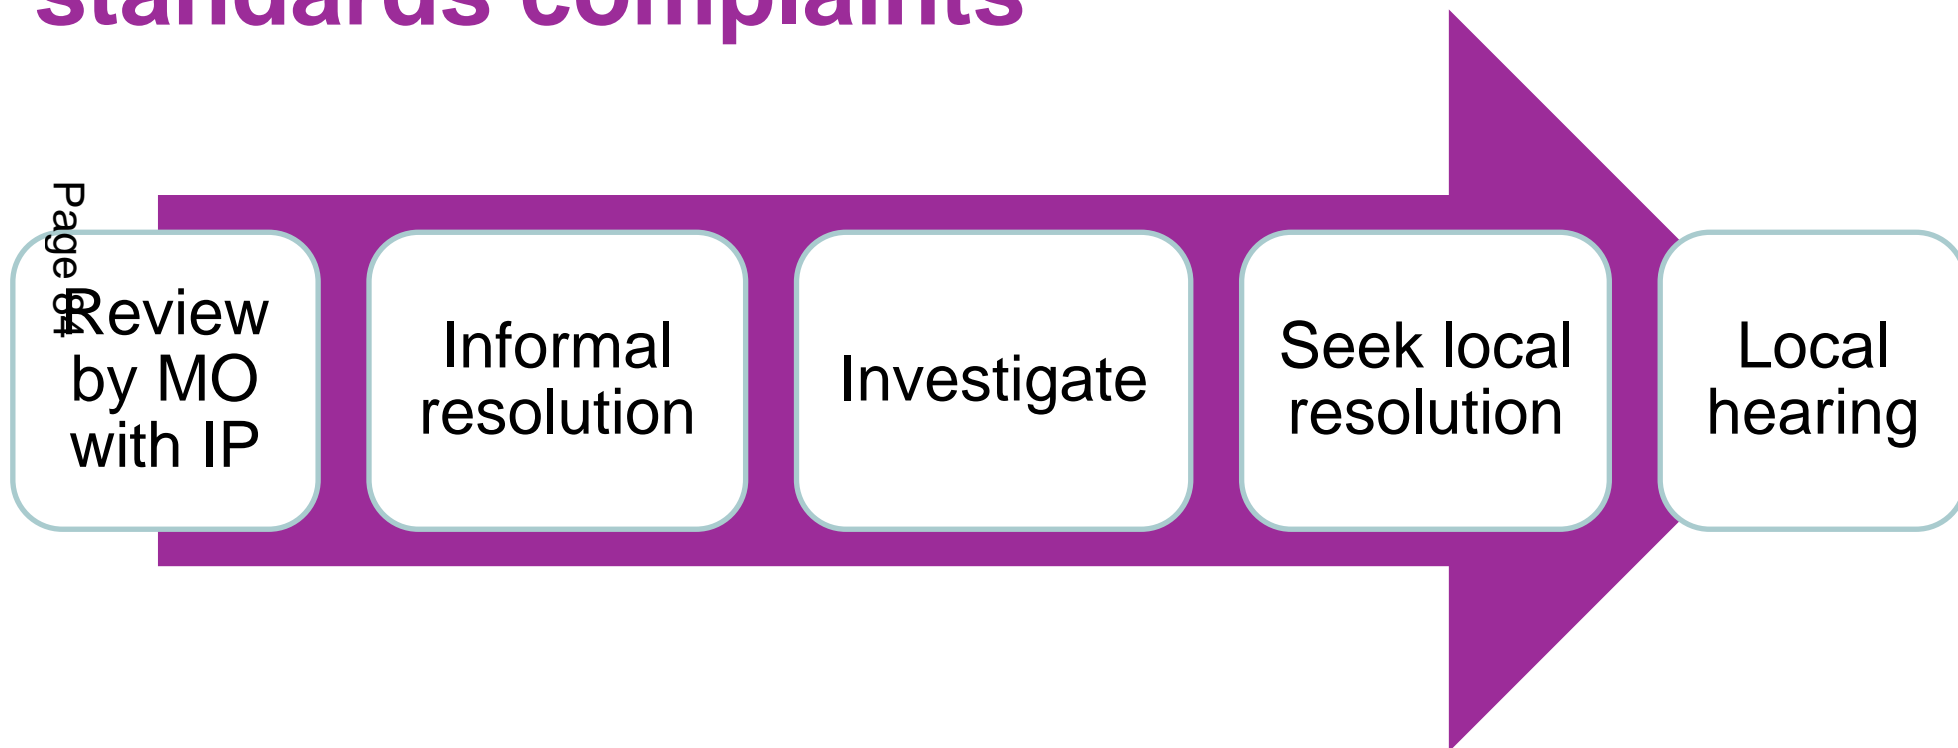 standards complaints
Page 84
Review
by MO
with IP
Informal
resolution
Investigate
Seek local
resolution
Local
hearing